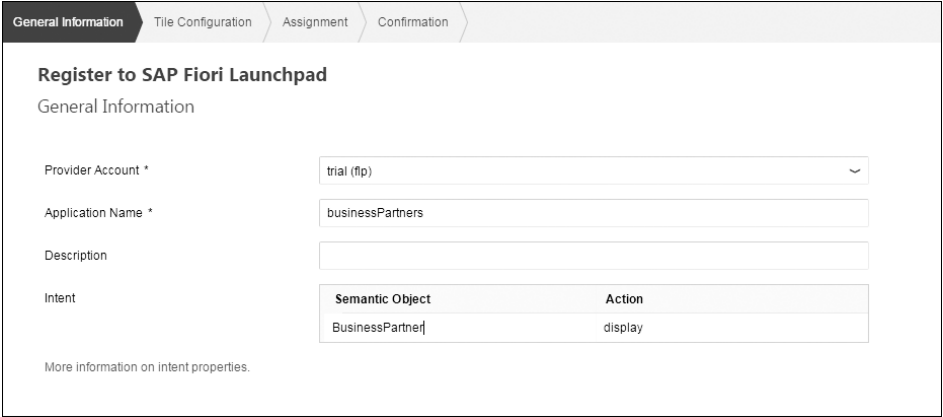 General Information Tile Configuration Assignment Confirmation
Register to SAP Fiori Launchpad
General Information
Provider Account * trial (flp)
Application Name * businessPartners
Description
Intent Semantic Object Action
BusinessPartner display
More information on intent properties.